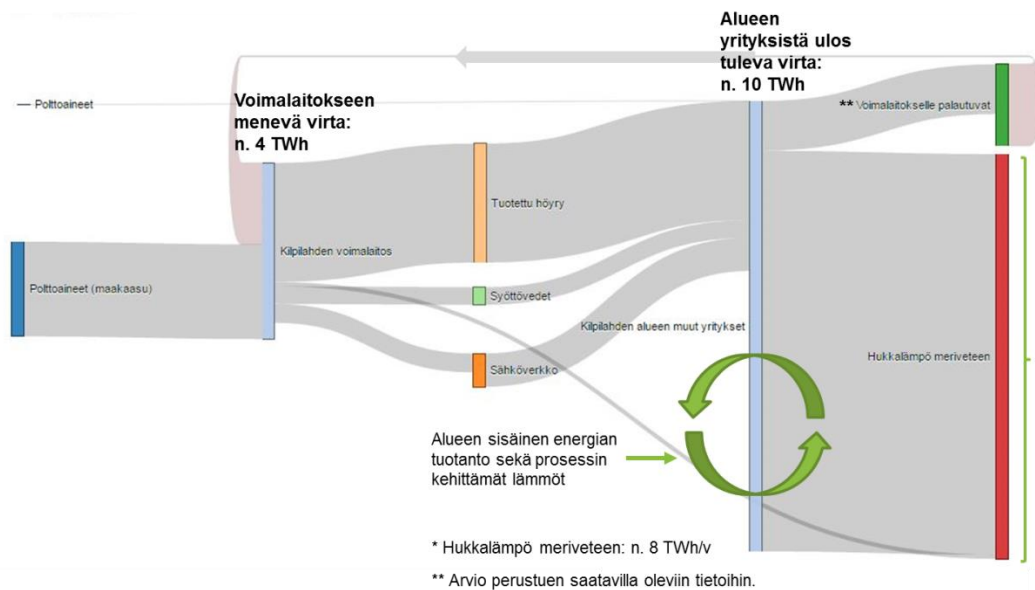 Alueen
yrityksistä ulos
tuleva virta:
n. 10 TWh
Voimalaitokseen
menevä virta:
n. 4 TWh
Polttoaineet
** Voimalaitokselle palautuvat
Tuotettu höyry
Kilpilahden voimalaitos
Polttoaineet (maakaasu)
Syöttövedet
Kilpilahden alueen muut yritykset
Sähköverkko
Hukkalämpö meriveteen
Alueen sisäinen energian
tuotanto sekä prosessin
kehittämät lämmöt
* Hukkalämpö meriveteen: n. 8 TWh/v
** Arvio perustuen saatavilla oleviin tietoihin.